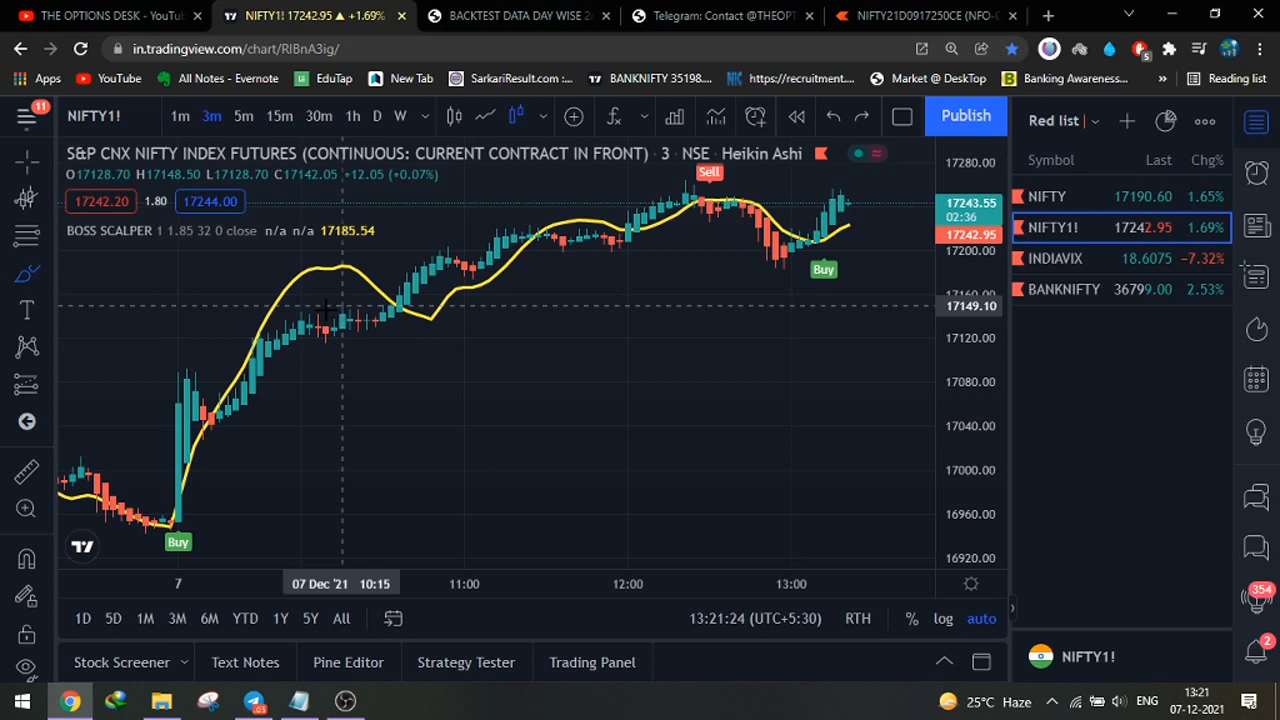 THE OPTIONS DESK - YouTu
NIFTY1! 17242.95 ▲ +1.69%
BACKTEST DATA DAY WISE 2
Telegram: Contact @THEOPT
NIFTY21D0917250CE (NFO-O
in.tradingview.com/chart/RlBnA3ig/
Apps
YouTube
All Notes - Evernote
EduTap
New Tab
SarkariResult.com :...
BANKNIFTY 35198....
https://recruitment....
Market @ DeskTop
Banking Awareness...
»
Reading list
11
NIFTY1!
1m 3m 5m 15m 30m 1h D W
Publish
Red list
S&P CNX NIFTY INDEX FUTURES (CONTINUOUS: CURRENT CONTRACT IN FRONT) · 3 · NSE · Heikin Ashi
O17128.70 H17148.50 L17128.70 C17142.05 +12.05 (+0.07%)
17242.20 1.80 17244.00
BOSS SCALPER 1 1.85 32 0 close n/a n/a 17185.54
Sell
Buy
Buy
17280.00
17243.55
02:36
17242.95
17200.00
17160.00
17149.10
17120.00
17080.00
17040.00
17000.00
16960.00
16920.00
Symbol Last Chg%
NIFTY 17190.60 1.65%
NIFTY1! 17242.95 1.69%
INDIAVIX 18.6075 −7.32%
BANKNIFTY 36799.00 2.53%
7 07 Dec '21 10:15 11:00 12:00 13:00
1D 5D 1M 3M 6M YTD 1Y 5Y All
13:21:24 (UTC+5:30) RTH % log auto
Stock Screener Text Notes Pine Editor Strategy Tester Trading Panel
354
2
NIFTY1!
25°C Haze
ENG
13:21
07-12-2021